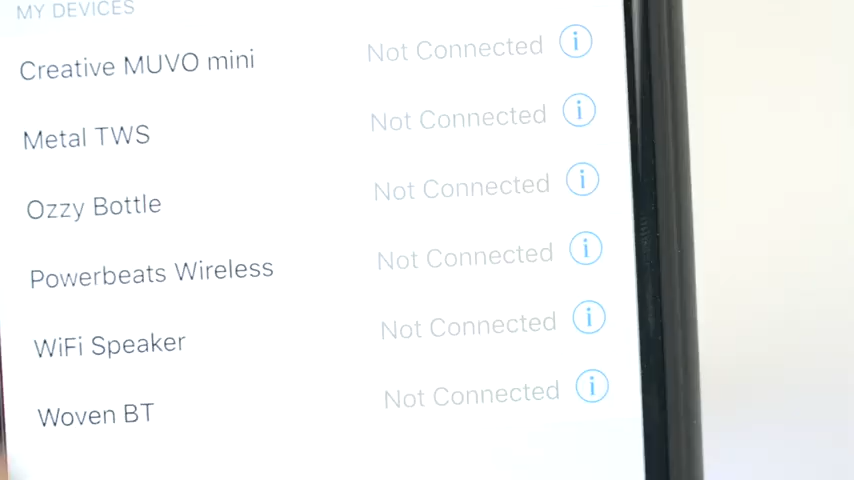 MY DEVICES
Creative MUVO mini Not Connected i
Metal TWS Not Connected i
Ozzy Bottle Not Connected i
Powerbeats Wireless Not Connected i
WiFi Speaker Not Connected i
Woven BT Not Connected i